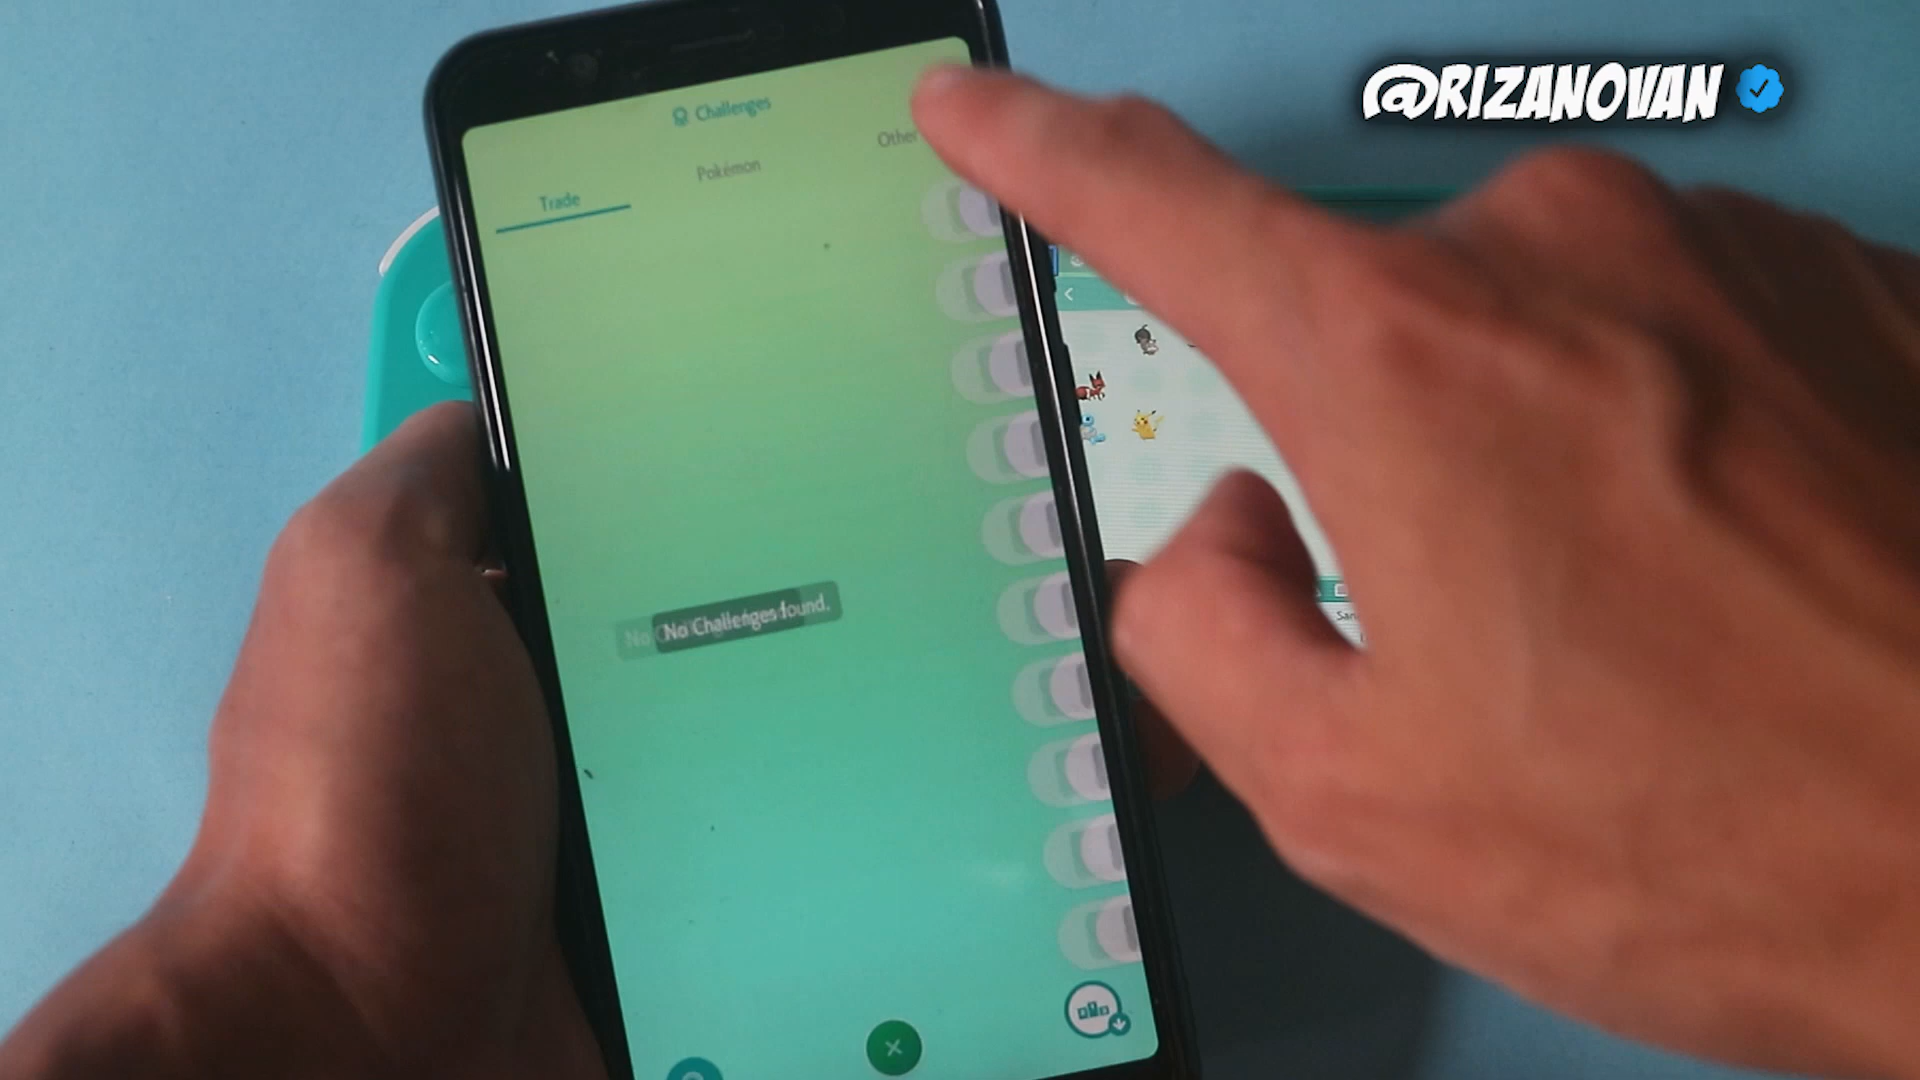 @RIZANOVAN
Challenges
Trade
Pokémon
Other
No Challenges found.